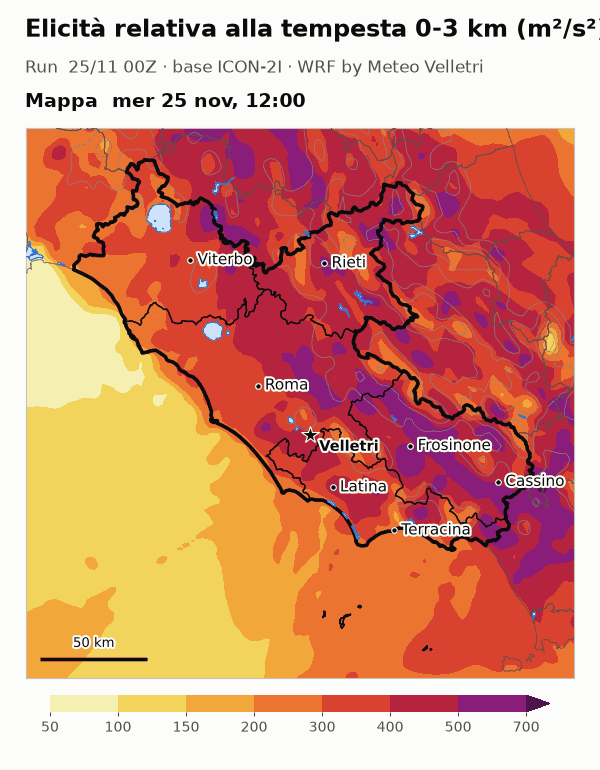 Elicità relativa alla tempesta 0-3 km (m²/s²)
Run 25/11 00Z · base ICON-2I · WRF by Meteo Velletri
Mappa mer 25 nov, 12:00
Viterbo
Rieti
Roma
Velletri
Frosinone
Cassino
Latina
Terracina
50 km
50 100 150 200 300 400 500 700